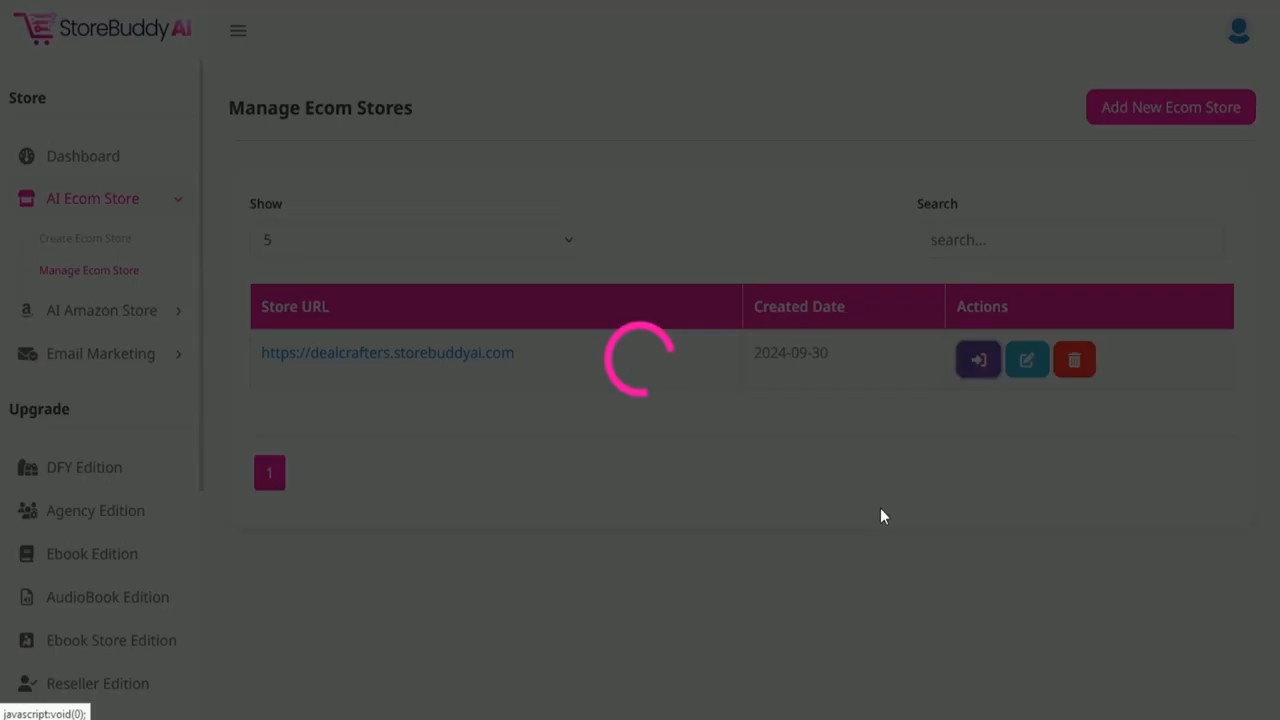 StoreBuddy AI
Store
Manage Ecom Stores
Add New Ecom Store
Dashboard
AI Ecom Store
Create Ecom Store
Manage Ecom Store
AI Amazon Store
Email Marketing
Upgrade
DFY Edition
Agency Edition
Ebook Edition
AudioBook Edition
Ebook Store Edition
Reseller Edition
Show
Search
5
search...
Store URL
Created Date
Actions
https://dealcrafters.storebuddyai.com
2024-09-30
1
javascript:void(0);